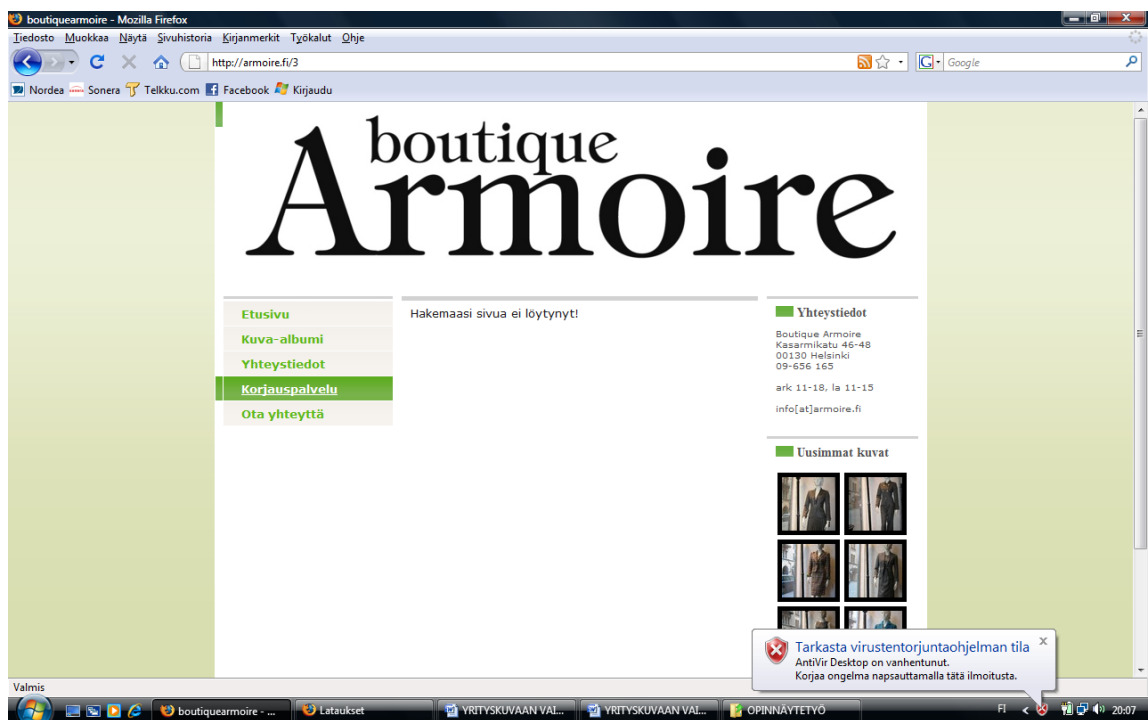 boutiquearmoire - Mozilla Firefox
Tiedosto Muokkaa Näytä Sivuhistoria Kirjanmerkit Työkalut Ohje
http://armoire.fi/3
G Google
Nordea Sonera Telkku.com Facebook Kirjaudu
boutique
Armoire
Etusivu
Kuva-albumi
Yhteystiedot
Korjauspalvelu
Ota yhteyttä
Hakemaasi sivua ei löytynyt!
Yhteystiedot
Boutique Armoire
Kasarmikatu 46-48
00130 Helsinki
09-656 165
ark 11-18, la 11-15
info[at]armoire.fi
Uusimmat kuvat
Tarkasta virustentorjuntaohjelman tila
AntiVir Desktop on vanhentunut.
Korjaa ongelma napsauttamalla tätä ilmoitusta.
Valmis
boutiquearmoire - ...
Lataukset
YRITYSKUVAAN VAI...
YRITYSKUVAAN VAL...
OPINNÄYTETYÖ
FI
20:07